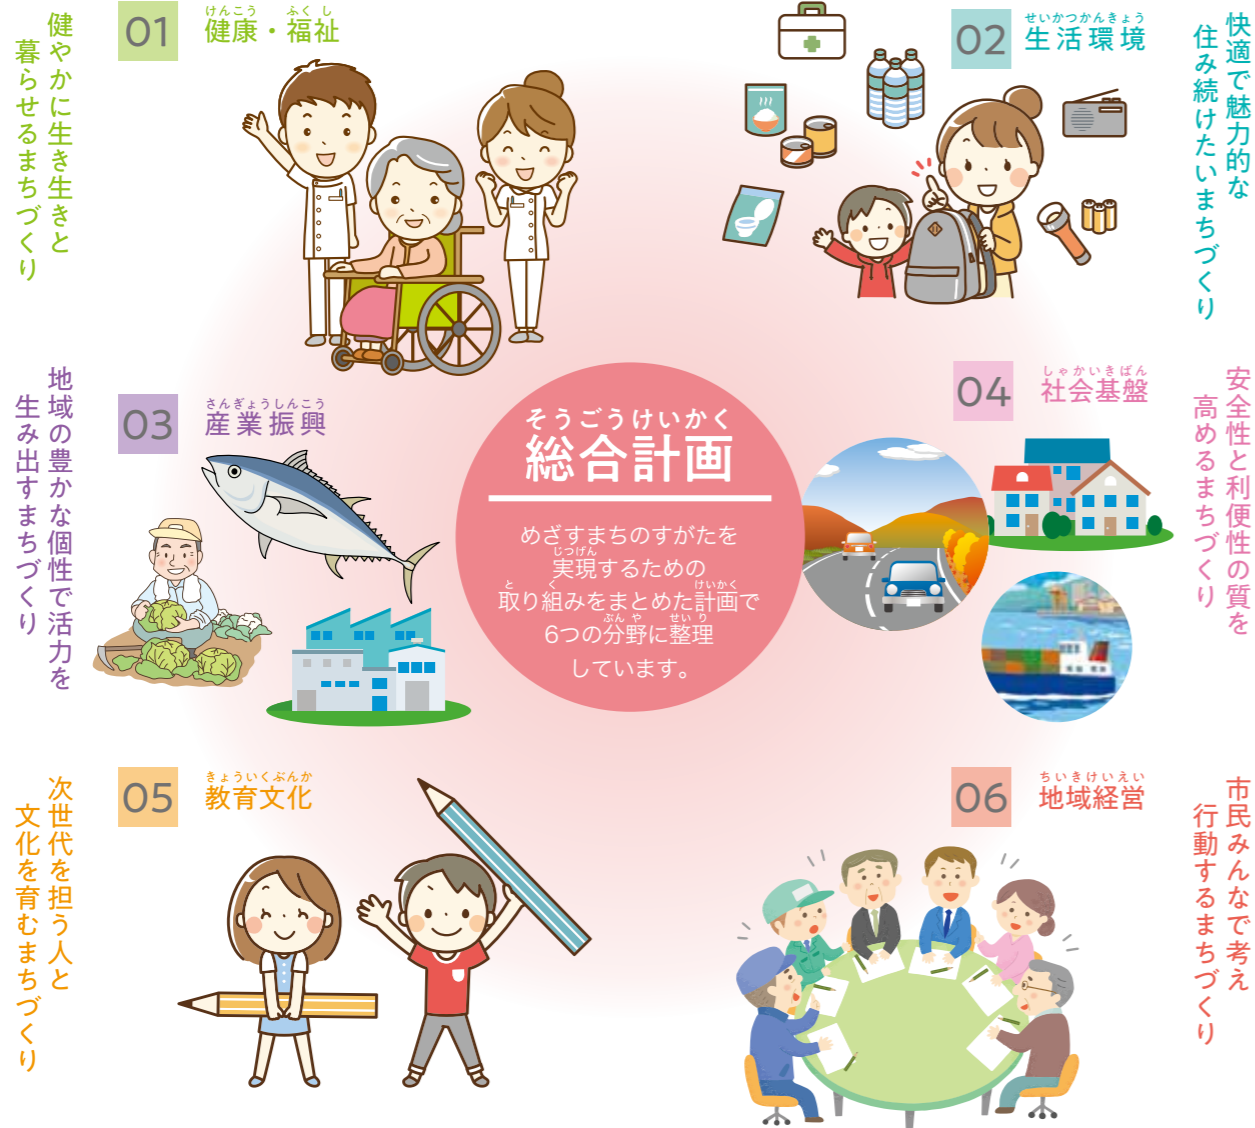 01
けんこう ふくし
健康・福祉
健やかに生き生きと
暮らせるまちづくり
02
せいかつかんきょう
生活環境
快適で魅力的な
住み続けたいまちづくり
03
さんぎょうしんこう
産業振興
地域の豊かな個性で活力を
生み出すまちづくり
そうごうけいかく
総合計画
めざすまちのすがたを
じつげん
実現するための
と く けいかく
取り組みをまとめた計画で
ぶんや せいり
6つの分野に整理
しています。
04
しゃかいきばん
社会基盤
安全性と利便性の質を
高めるまちづくり
05
きょういくぶんか
教育文化
次世代を担う人と
文化を育むまちづくり
06
ちいきけいえい
地域経営
市民みんなで考え
行動するまちづくり